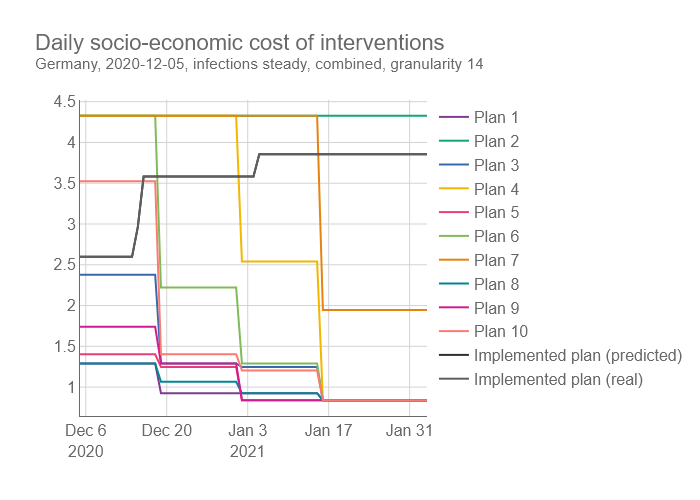 Daily socio-economic cost of interventions
Germany, 2020-12-05, infections steady, combined, granularity 14
4.5
4
3.5
3
2.5
2
1.5
1
Dec 6
2020
Dec 20
Jan 3
2021
Jan 17
Jan 31
Plan 1
Plan 2
Plan 3
Plan 4
Plan 5
Plan 6
Plan 7
Plan 8
Plan 9
Plan 10
Implemented plan (predicted)
Implemented plan (real)